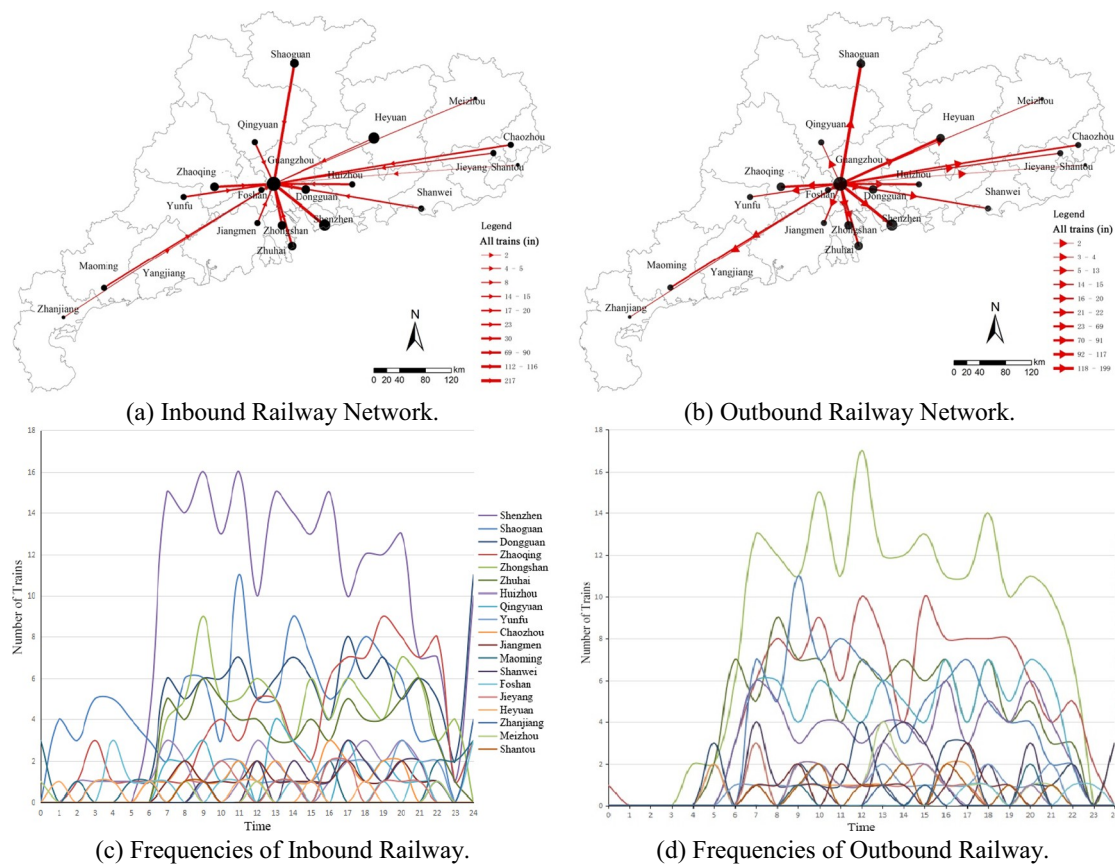 Shaoguan
Meizhou
Heyuan
Qingyuan
Chaozhou
Guangzhou
Zhaoqing
Huizhou
Jieyang Shantou
Foshan
Dongguan
Yunfu
Shanwei
Jiangmen
Zhongshan
Shenzhen
Zhuhai
Maoming
Yangjiang
Zhanjiang
N
km
0 20 40 80 120
Legend
All trains (in)
2
4 - 5
8
14 - 15
17 - 20
23
30
69 - 90
112 - 116
217
(a) Inbound Railway Network.
Shaoguan
Meizhou
Heyuan
Qingyuan
Chaozhou
Guangzhou
Zhaoqing
Huizhou
Jieyang Shantou
Foshan
Dongguan
Yunfu
Shanwei
Jiangmen
Zhongshan
Shenzhen
Zhuhai
Maoming
Yangjiang
Zhanjiang
N
km
0 20 40 80 120
Legend
All trains (in)
2
3 - 4
5 - 13
14 - 15
16 - 20
21 - 22
23 - 69
70 - 91
92 - 117
118 - 199
(b) Outbound Railway Network.
Number of Trains
18
16
14
12
10
8
6
4
2
0
0 1 2 3 4 5 6 7 8 9 10 11 12 13 14 15 16 17 18 19 20 21 22 23 24
Time
Shenzhen
Shaoguan
Dongguan
Zhaoqing
Zhongshan
Zhuhai
Huizhou
Qingyuan
Yunfu
Chaozhou
Jiangmen
Maoming
Shanwei
Foshan
Jieyang
Heyuan
Zhanjiang
Meizhou
Shantou
(c) Frequencies of Inbound Railway.
Number of Trains
18
16
14
12
10
8
6
4
2
0
0 1 2 3 4 5 6 7 8 9 10 11 12 13 14 15 16 17 18 19 20 21 22 23
Time
(d) Frequencies of Outbound Railway.